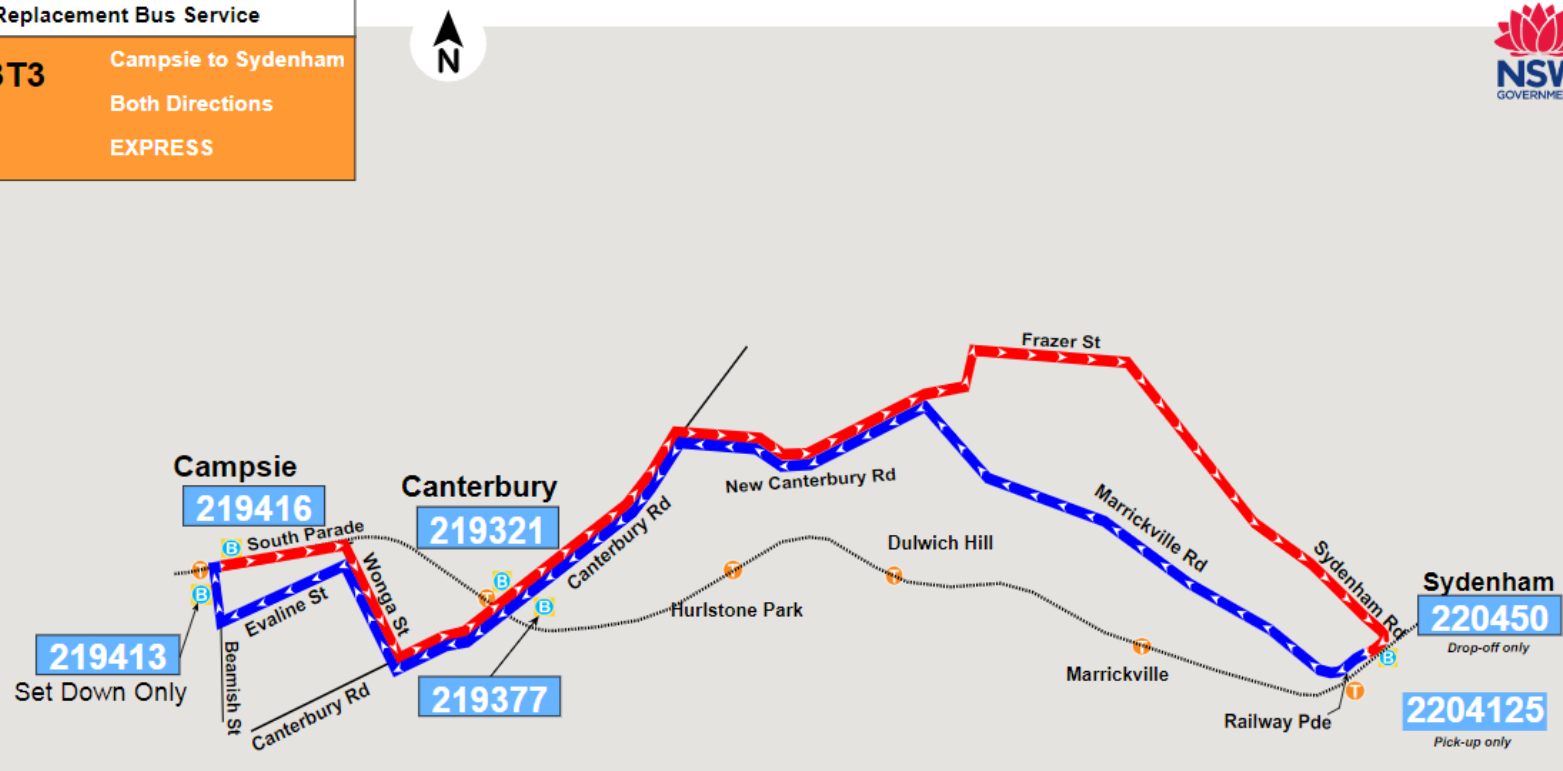 Replacement Bus Service
T3
Campsie to Sydenham
Both Directions
EXPRESS
N
NSW
GOVERNMENT
Frazer St
Campsie
219416
South Parade
Canterbury
219321
New Canterbury Rd
Canterbury Rd
Marrickville Rd
Dulwich Hill
Sydenham Rd
Sydenham
220450
Drop-off only
Wonga St
Evaline St
Hurlstone Park
219413
Set Down Only
Beamish St
Canterbury Rd
219377
Marrickville
Railway Pde
2204125
Pick-up only
B
B
B
B
B
T
T
T
T
T
T